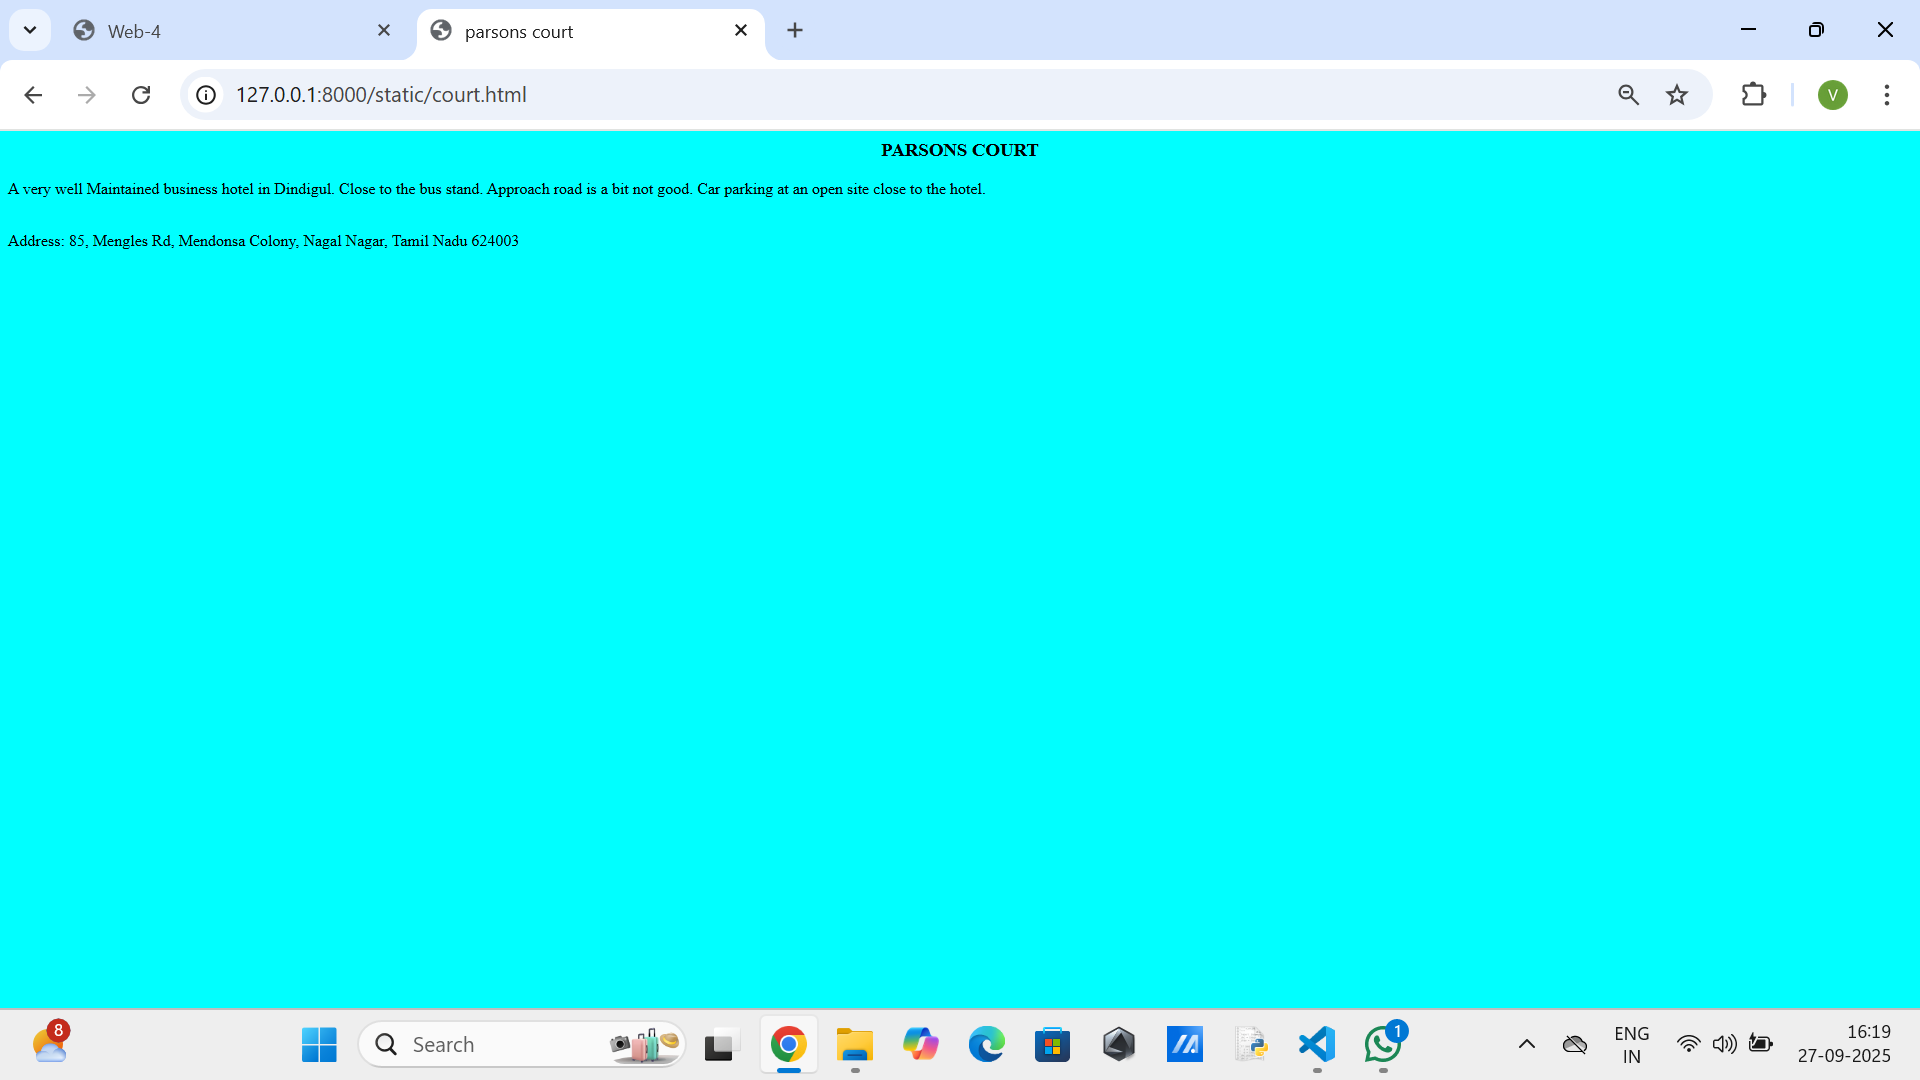 Web-4
parsons court
127.0.0.1:8000/static/court.html
V
PARSONS COURT
A very well Maintained business hotel in Dindigul. Close to the bus stand. Approach road is a bit not good. Car parking at an open site close to the hotel.
Address: 85, Mengles Rd, Mendonsa Colony, Nagal Nagar, Tamil Nadu 624003
8
Search
1
ENG
IN
16:19
27-09-2025